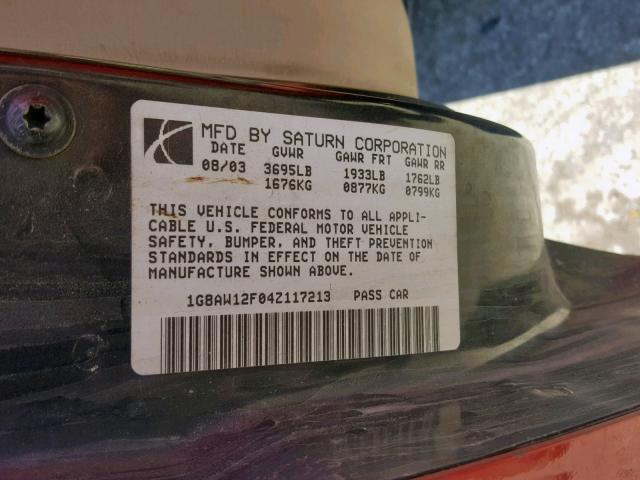 MFD BY SATURN CORPORATION
DATE GVWR GAWR FRT GAWR RR
08/03 3695LB 1933LB 1762LB
1676KG 0877KG 0799KG
THIS VEHICLE CONFORMS TO ALL APPLI-
CABLE U.S. FEDERAL MOTOR VEHICLE
SAFETY, BUMPER, AND THEFT PREVENTION
STANDARDS IN EFFECT ON THE DATE OF
MANUFACTURE SHOWN ABOVE.
1G8AW12F04Z117213 PASS CAR